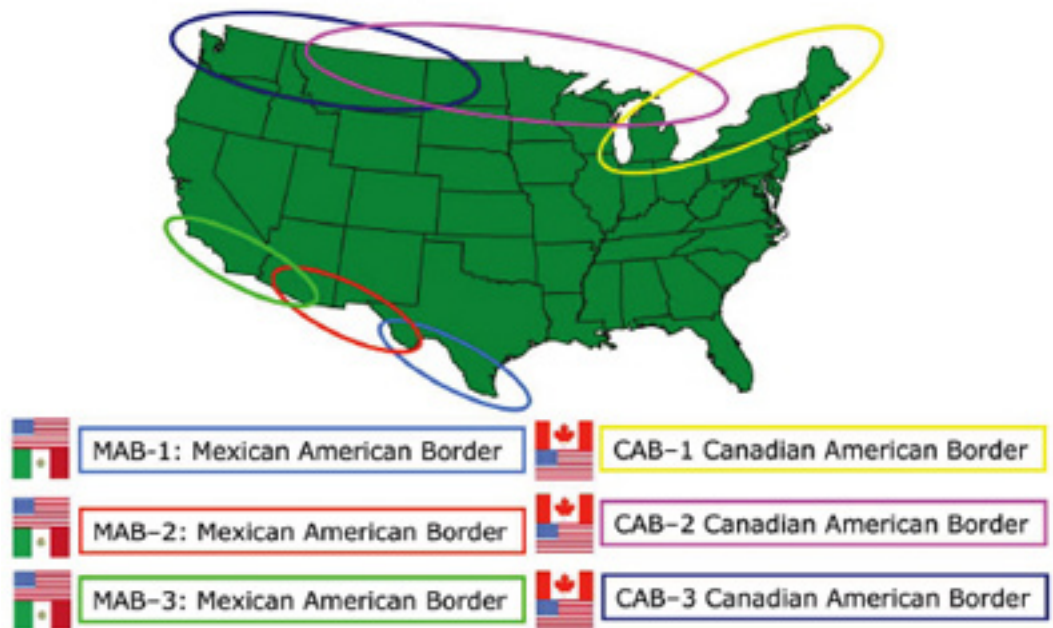 MAB-1: Mexican American Border
CAB–1 Canadian American Border
MAB–2: Mexican American Border
CAB–2 Canadian American Border
MAB–3: Mexican American Border
CAB–3 Canadian American Border